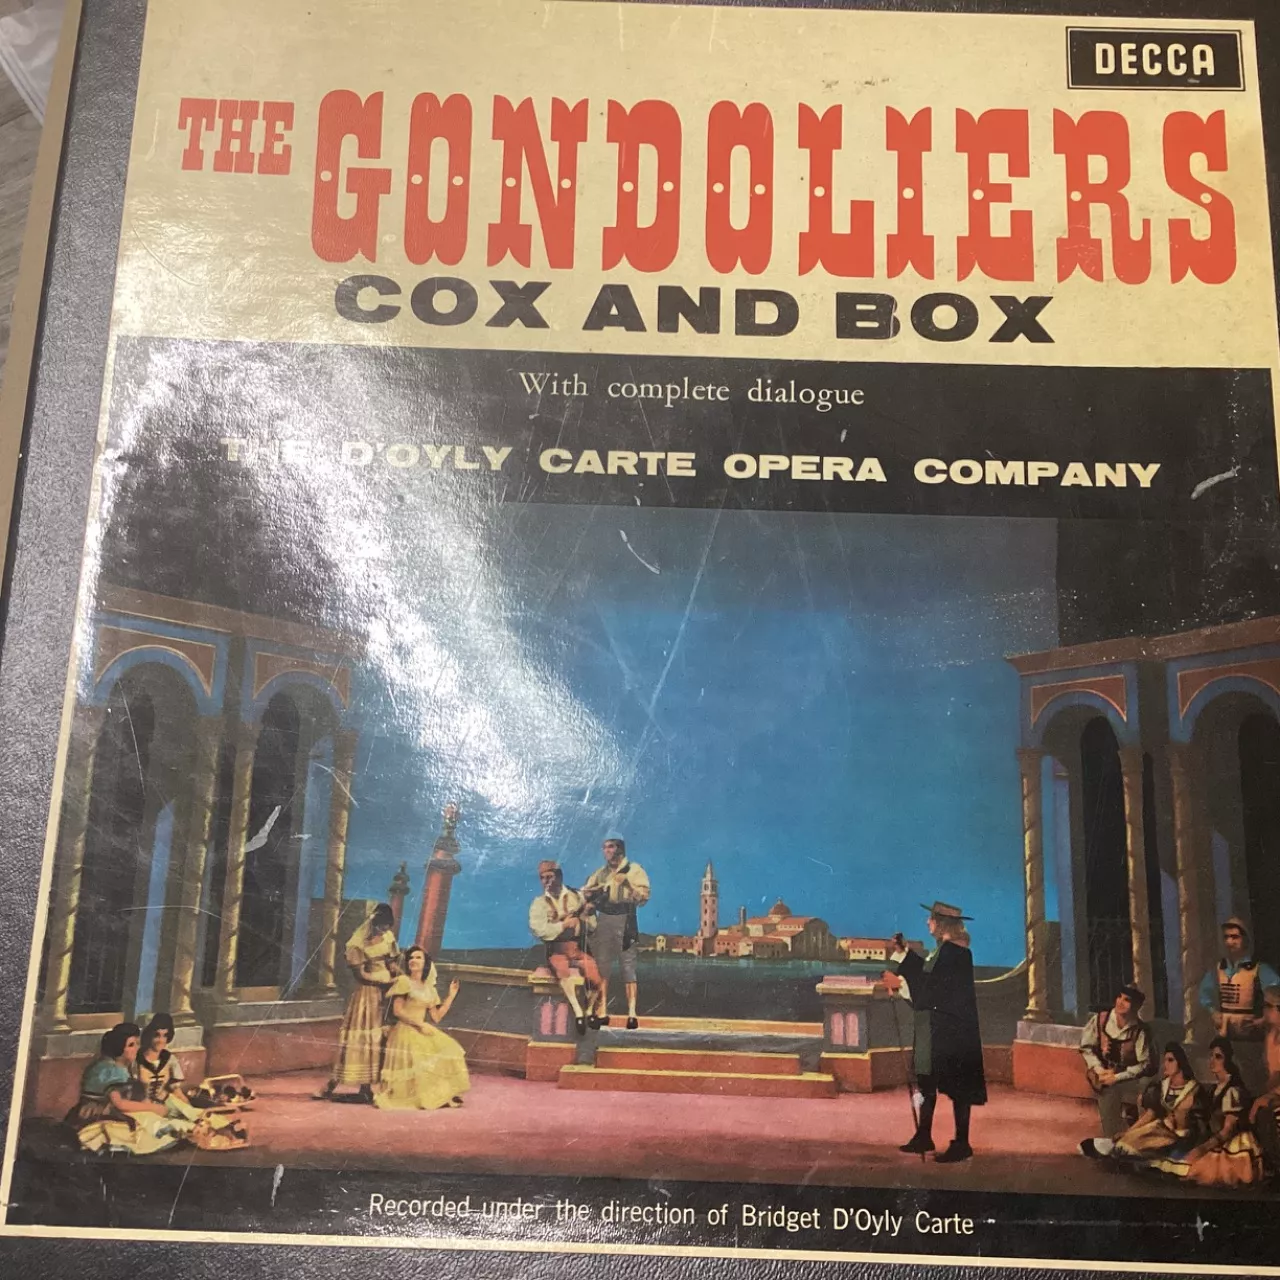 DECCA
THE GONDOLIERS
COX AND BOX
With complete dialogue
THE D'OYLY CARTE OPERA COMPANY
Recorded under the direction of Bridget D'Oyly Carte